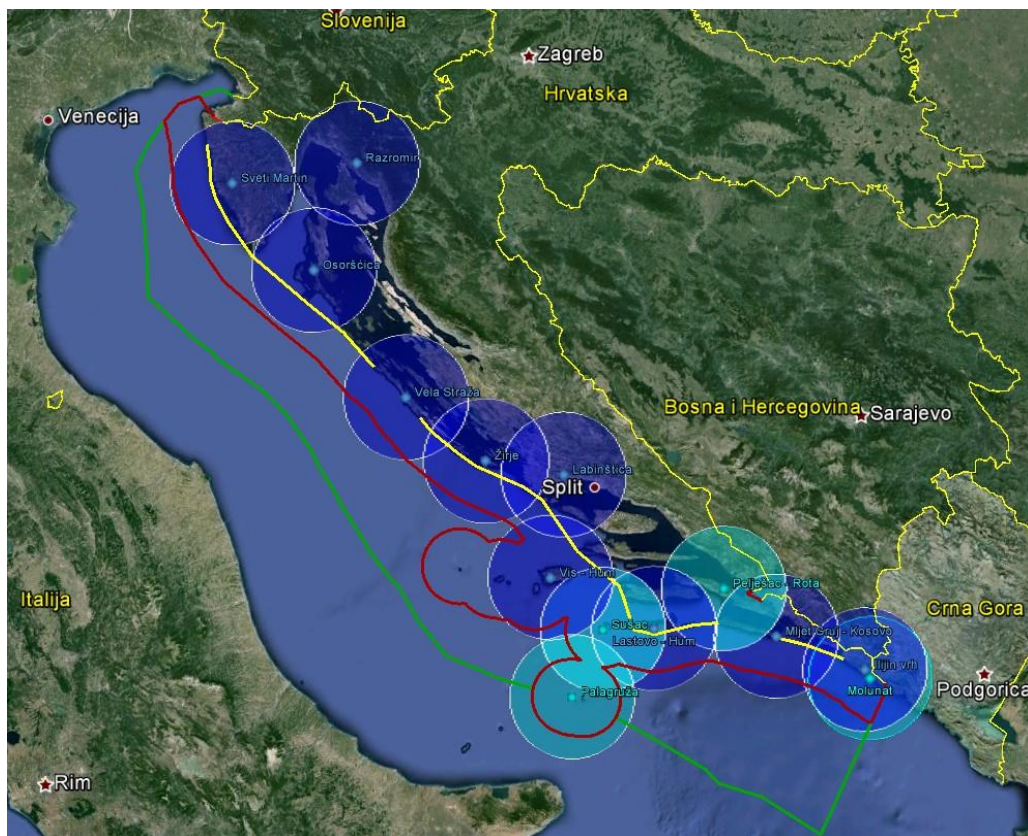 Slovenija
Zagreb
Hrvatska
Venecija
Razromir
Sveti Martin
Osoršćica
Vela Straža
Bosna i Hercegovina
Sarajevo
Žirje
Labinštica
Split
Vis - Hum
Pelješac - Rota
Italija
Crna Gora
Sušac
Mljet Gruj - Kosovo
Lastovo - Hum
Ilijin vrh
Podgorica
Molunat
Palagruža
Rim